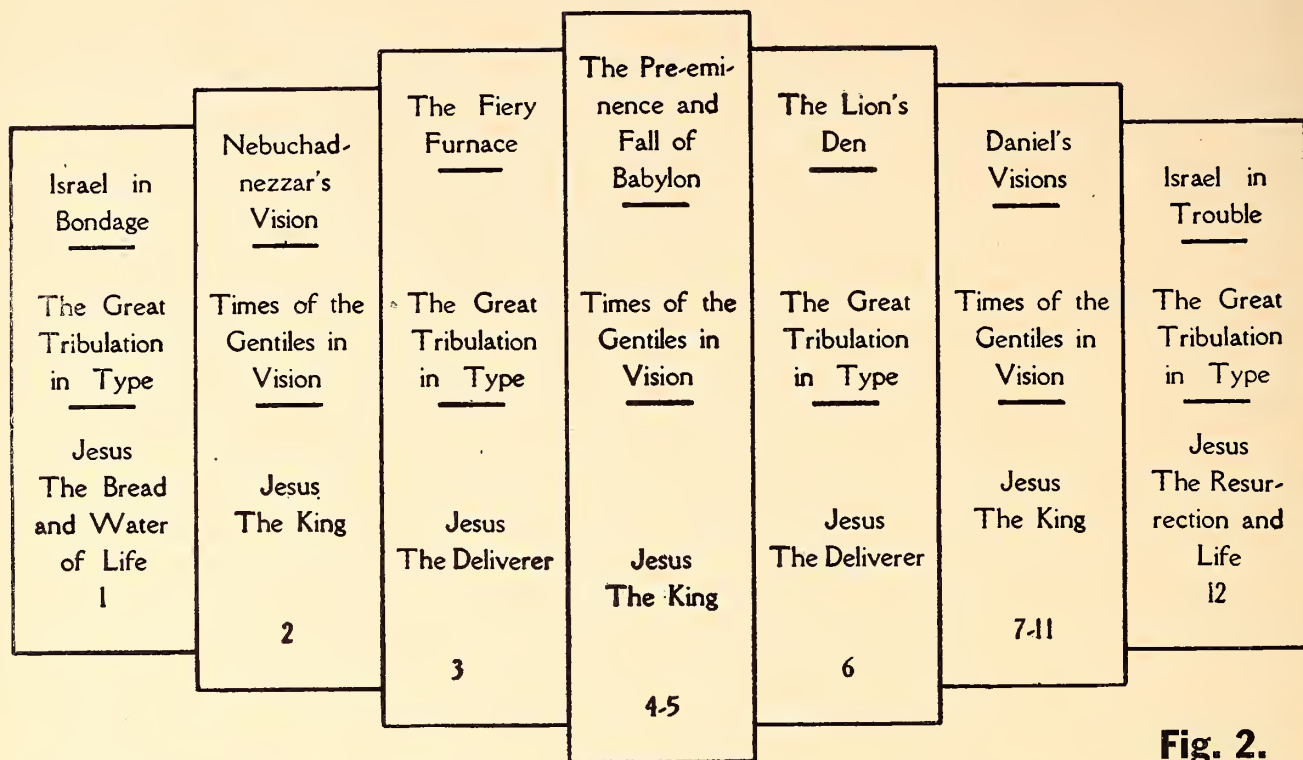 Israel in
Bondage
The Great
Tribulation
in Type
Jesus
The Bread
and Water
of Life
1
Nebuchad-
nezzar's
Vision
Times of the
Gentiles in
Vision
Jesus
The King
2
The Fiery
Furnace
The Great
Tribulation
in Type
Jesus
The Deliverer
3
The Pre-emi-
nence and
Fall of
Babylon
Times of the
Gentiles in
Vision
Jesus
The King
4-5
The Lion's
Den
The Great
Tribulation
in Type
Jesus
The Deliverer
6
Daniel's
Visions
Times of the
Gentiles in
Vision
Jesus
The King
7-11
Israel in
Trouble
The Great
Tribulation
in Type
Jesus
The Resur-
rection and
Life
12
Fig. 2.